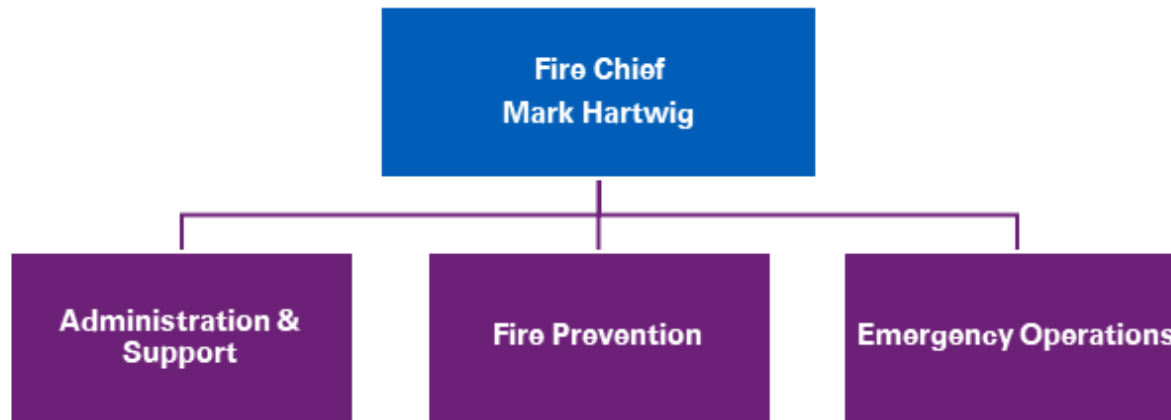 Fire Chief
Mark Hartwig
Administration &
Support
Fire Prevention
Emergency Operations